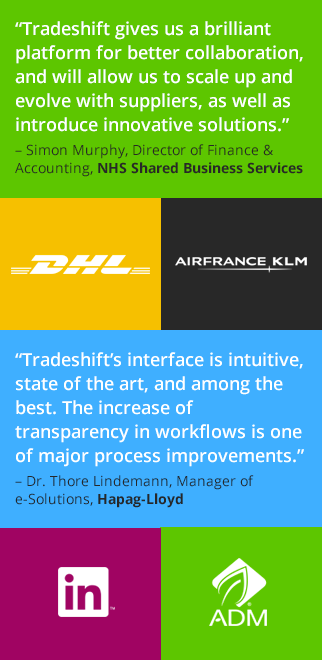 “Tradeshift gives us a brilliant
platform for better collaboration,
and will allow us to scale up and
evolve with suppliers, as well as
introduce innovative solutions.”
– Simon Murphy, Director of Finance &
Accounting, NHS Shared Business Services
DHL
AIRFRANCE KLM
“Tradeshift’s interface is intuitive,
state of the art, and among the
best. The increase of
transparency in workflows is one
of major process improvements.”
– Dr. Thore Lindemann, Manager of
e-Solutions, Hapag-Lloyd
in™
ADM